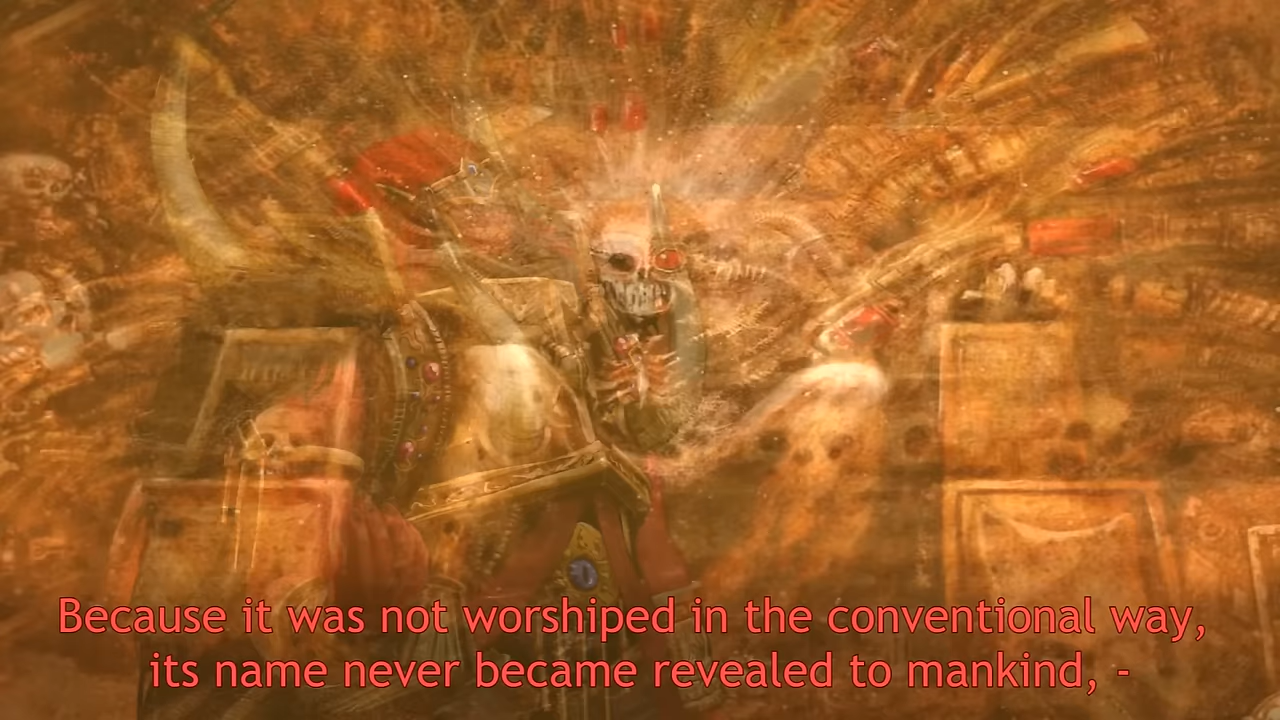 Because it was not worshiped in the conventional way,
its name never became revealed to mankind, -